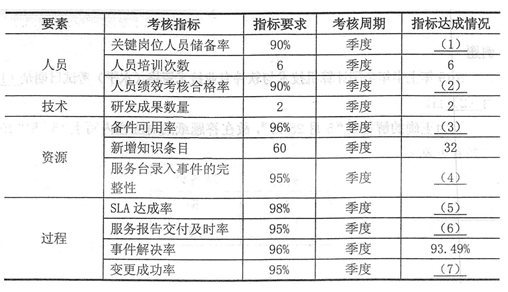 要素 考核指标 指标要求 考核周期 指标达成情况
人员 关键岗位人员储备率 90% 季度 (1)
人员培训次数 6 季度 6
人员绩效考核合格率 90% 季度 (2)
技术 研发成果数量 2 季度 2
资源 备件可用率 96% 季度 (3)
新增知识条目 60 季度 32
服务台录入事件的完
整性 95% 季度 (4)
过程 SLA 达成率 98% 季度 (5)
服务报告交付及时率 95% 季度 (6)
事件解决率 96% 季度 93.49%
变更成功率 95% 季度 (7)